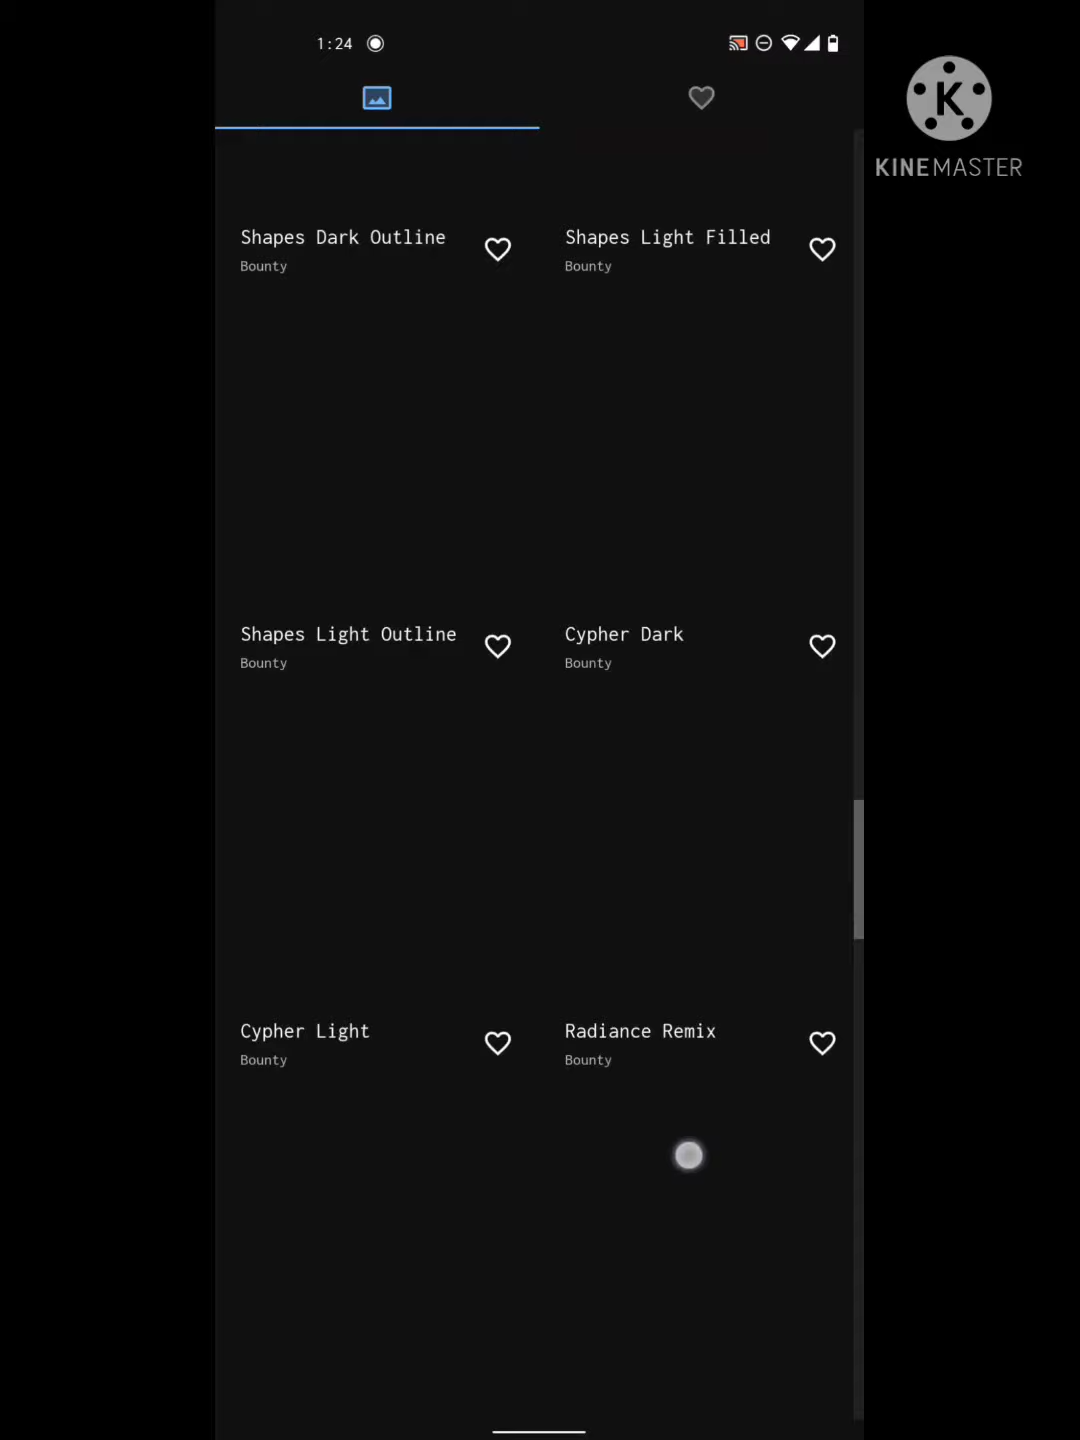 1:24
KINEMASTER
Shapes Dark Outline
Bounty
Shapes Light Filled
Bounty
Shapes Light Outline
Bounty
Cypher Dark
Bounty
Cypher Light
Bounty
Radiance Remix
Bounty